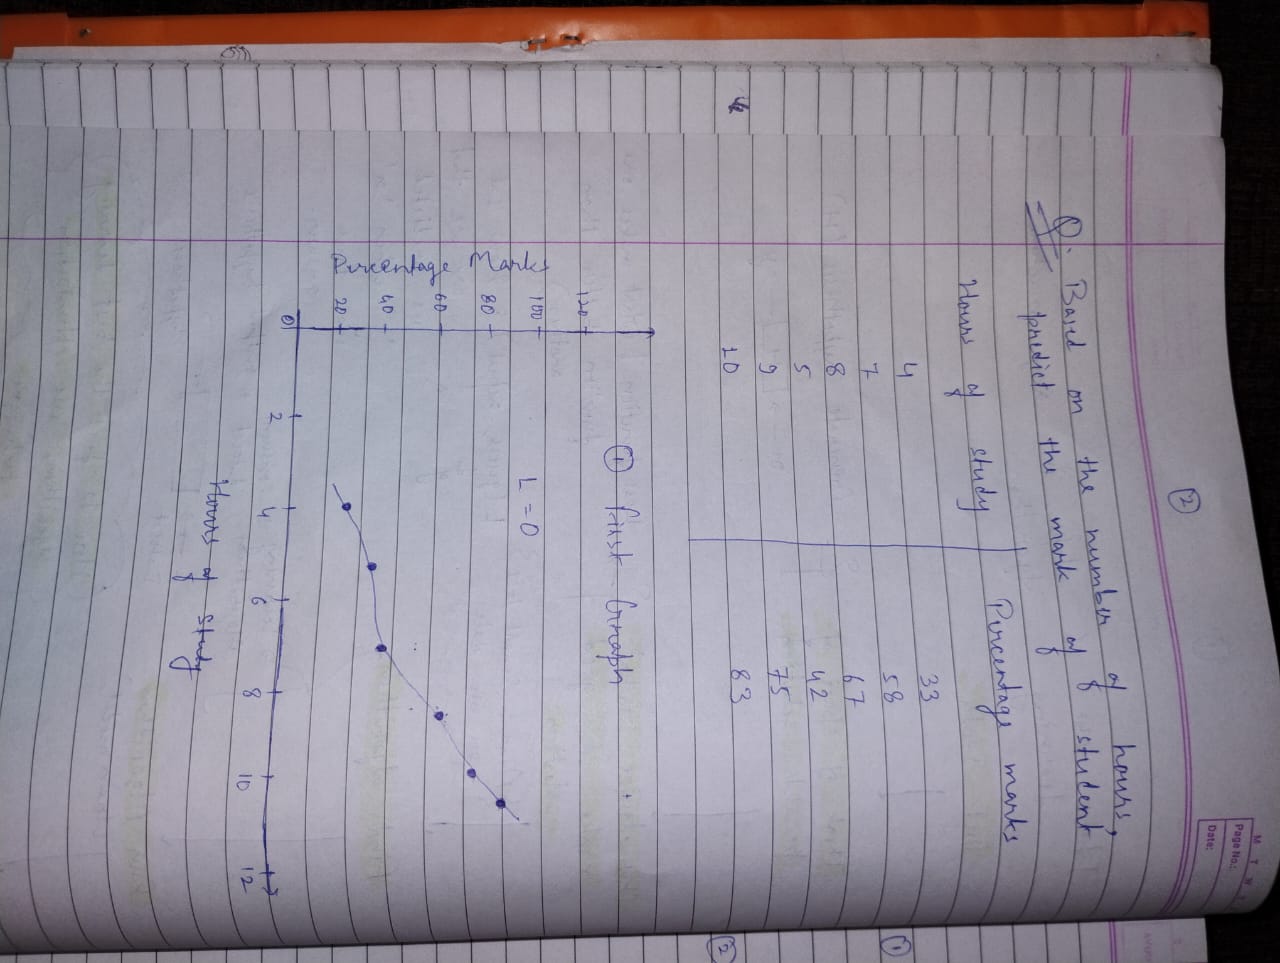 M T W
Page No.:
Date:
②
Q. Based on the number of hours,
predict the mark of student
Hours of study Percentage marks
4 33
7 58
8 67
5 42
9 75
10 83
① first Graph
L = 0
Percentage Marks
120
100
80
60
40
20
0 2 4 6 8 10 12
Hours of study
①
②